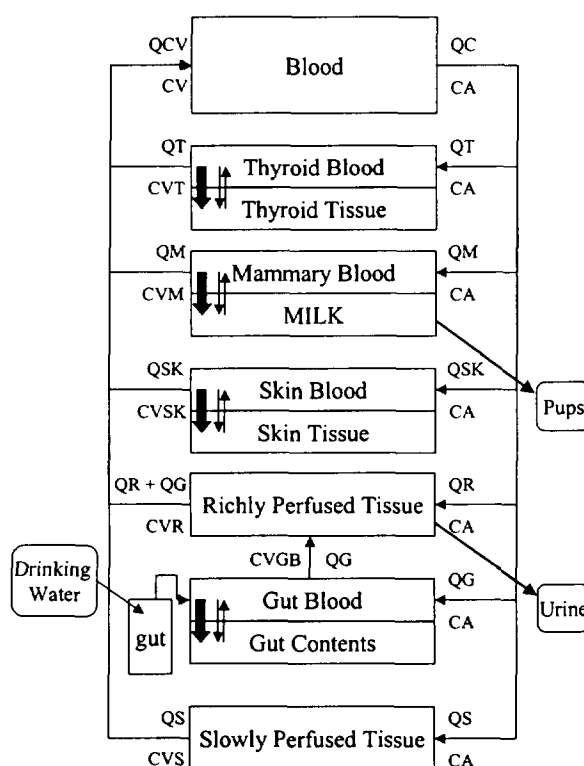 QCV
QC
Blood
CV
CA
QT
QT
Thyroid Blood
CVT
CA
Thyroid Tissue
QM
QM
Mammary Blood
CVM
CA
MILK
QSK
QSK
Skin Blood
CVSK
CA
Skin Tissue
Pups
QR + QG
QR
Richly Perfused Tissue
CVR
CA
CVGB
QG
Drinking
Water
QG
Gut Blood
gut
CA
Urine
Gut Contents
QS
QS
Slowly Perfused Tissue
CVS
CA